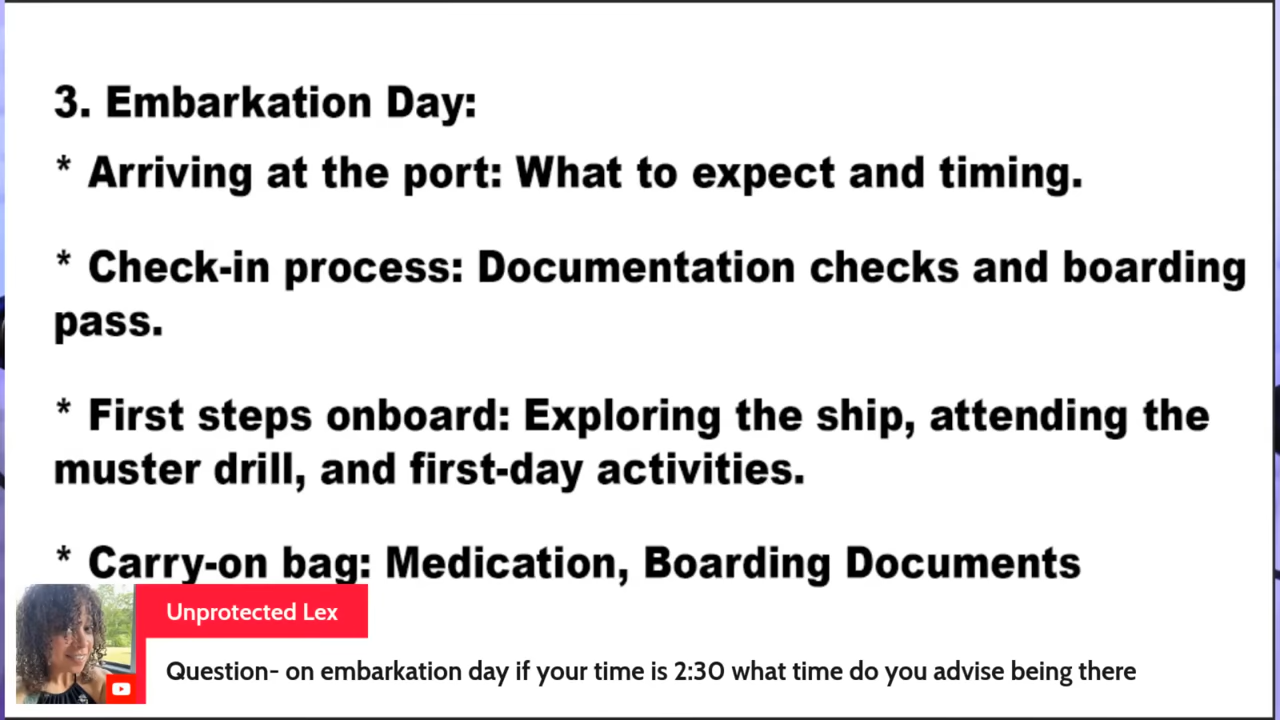 3. Embarkation Day:
* Arriving at the port: What to expect and timing.
* Check-in process: Documentation checks and boarding
pass.
* First steps onboard: Exploring the ship, attending the
muster drill, and first-day activities.
* Carry-on bag: Medication, Boarding Documents
Unprotected Lex
Question- on embarkation day if your time is 2:30 what time do you advise being there